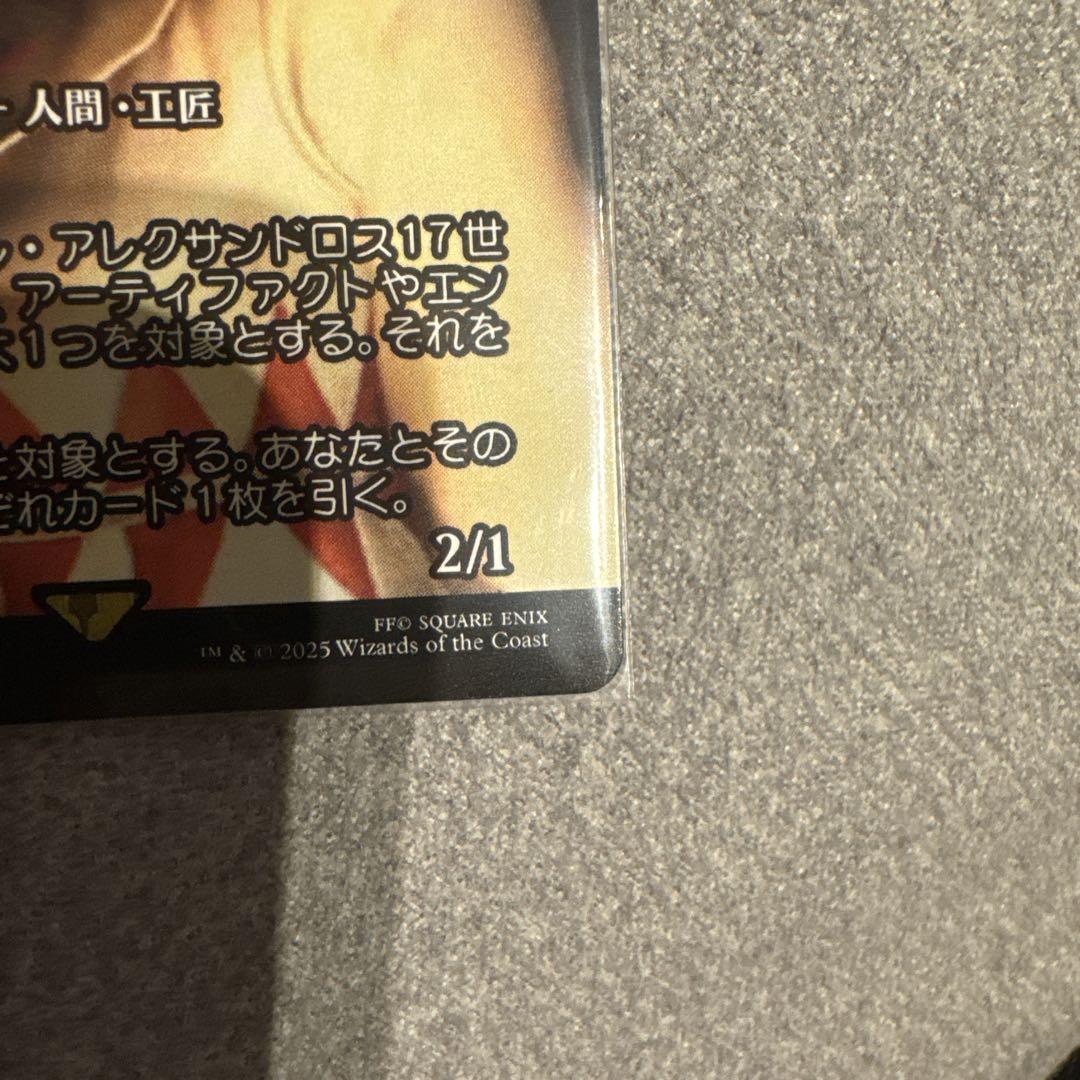 人間・工匠
ル・アレクサンドロス17世
アーティファクトやエン
1つを対象とする。それを
対象とする。あなたとその
ぞれカード1枚を引く。
2/1
FF© SQUARE ENIX
™ & © 2025 Wizards of the Coast